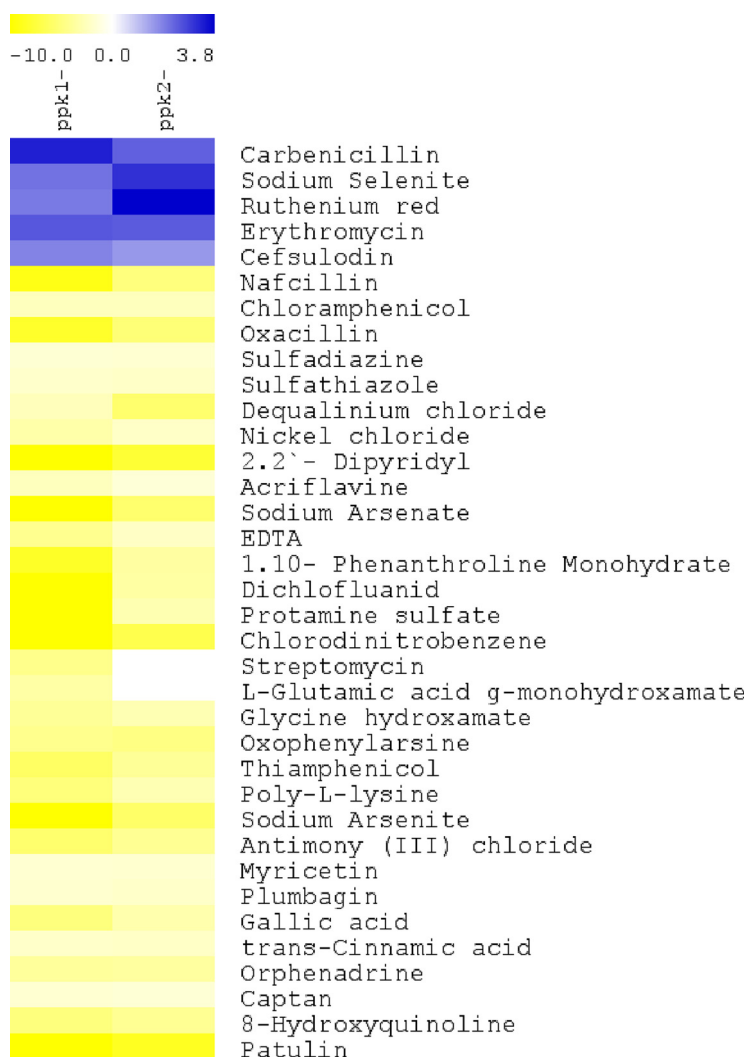 -10.0 0.0 3.8
ppk1- ppk2-
Carbenicillin
Sodium Selenite
Ruthenium red
Erythromycin
Cefsulodin
Nafcillin
Chloramphenicol
Oxacillin
Sulfadiazine
Sulfathiazole
Dequalinium chloride
Nickel chloride
2.2`- Dipyridyl
Acriflavine
Sodium Arsenate
EDTA
1.10- Phenanthroline Monohydrate
Dichlofluanid
Protamine sulfate
Chlorodinitrobenzene
Streptomycin
L-Glutamic acid g-monohydroxamate
Glycine hydroxamate
Oxophenylarsine
Thiamphenicol
Poly-L-lysine
Sodium Arsenite
Antimony (III) chloride
Myricetin
Plumbagin
Gallic acid
trans-Cinnamic acid
Orphenadrine
Captan
8-Hydroxyquinoline
Patulin